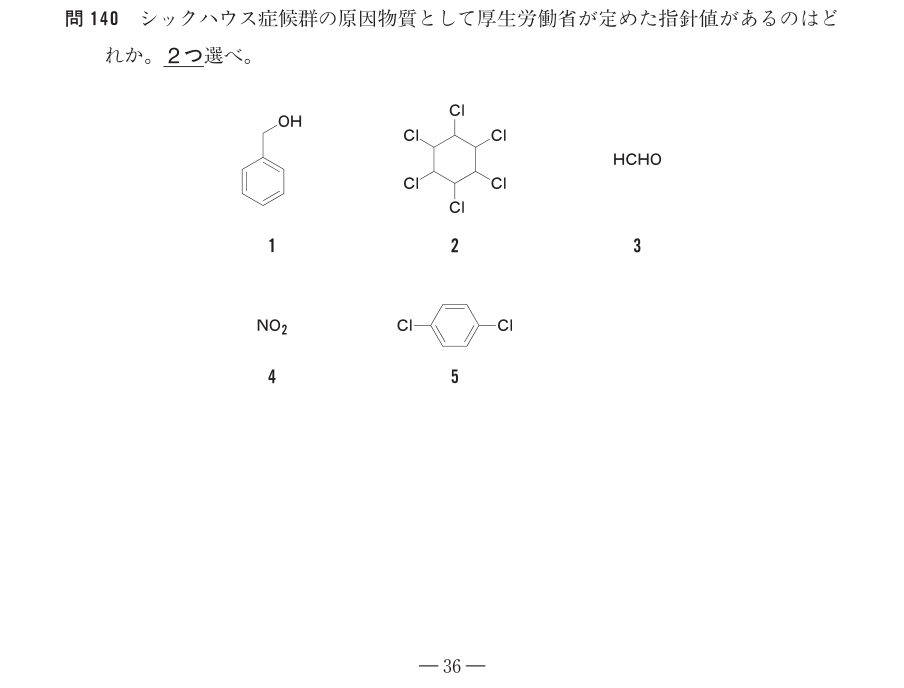 問 140　シックハウス症候群の原因物質として厚生労働省が定めた指針値があるのはど
れか。2つ選べ。
OH
Cl
Cl Cl
HCHO
Cl Cl
Cl
1 2 3
NO₂ Cl Cl
4 5
— 36 —